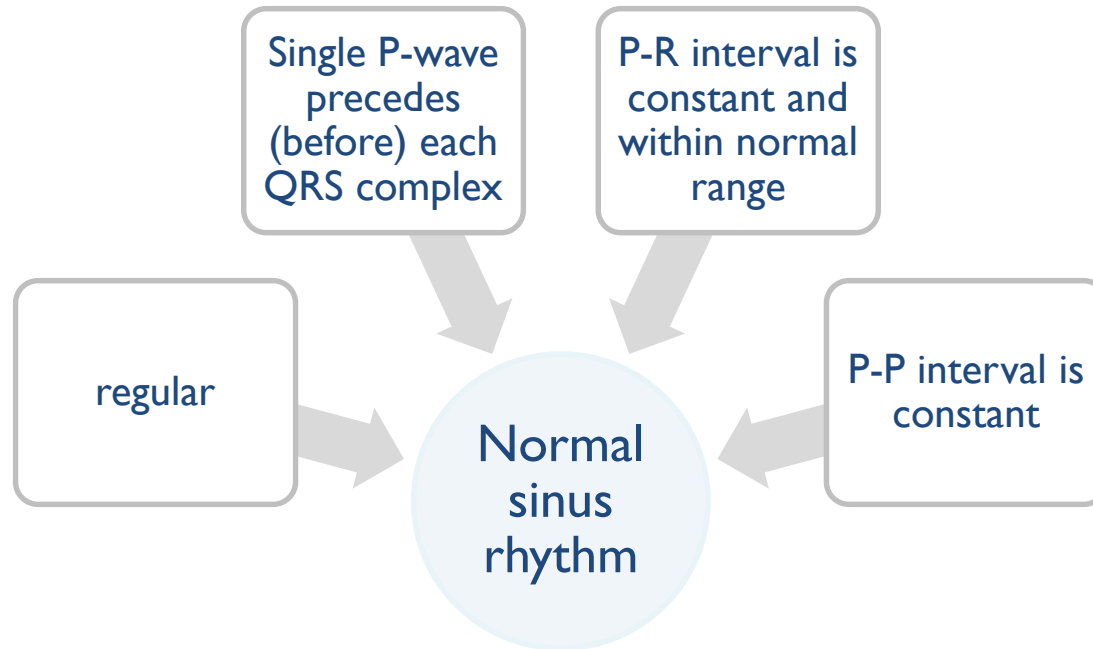 Single P-wave
precedes
(before) each
QRS complex
P-R interval is
constant and
within normal
range
regular
P-P interval is
constant
Normal
sinus
rhythm